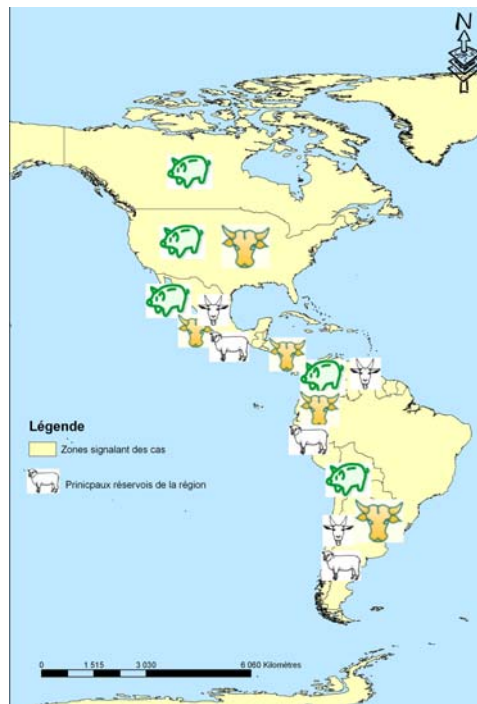 N
Légende
Zones signalant des cas
Prinicpaux réservois de la région
0 1 515 3 030 6 060 Kilomètres